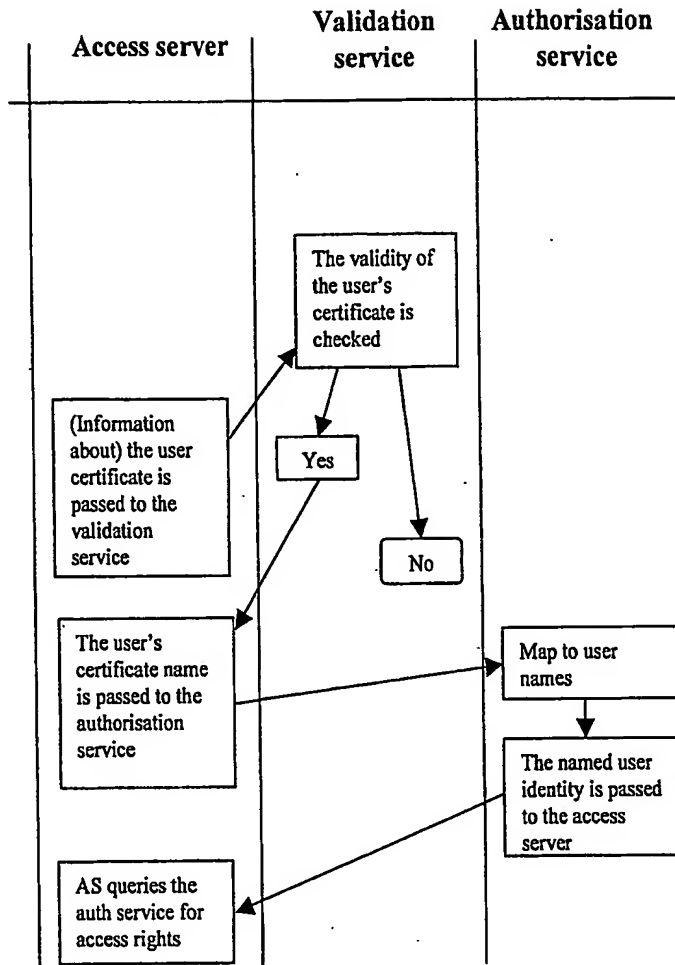 Access server
Validation
service
Authorisation
service
The validity of
the user's
certificate is
checked
(Information
about) the user
certificate is
passed to the
validation
service
Yes
No
The user's
certificate name
is passed to the
authorisation
service
Map to user
names
The named user
identity is passed
to the access
server
AS queries the
auth service for
access rights